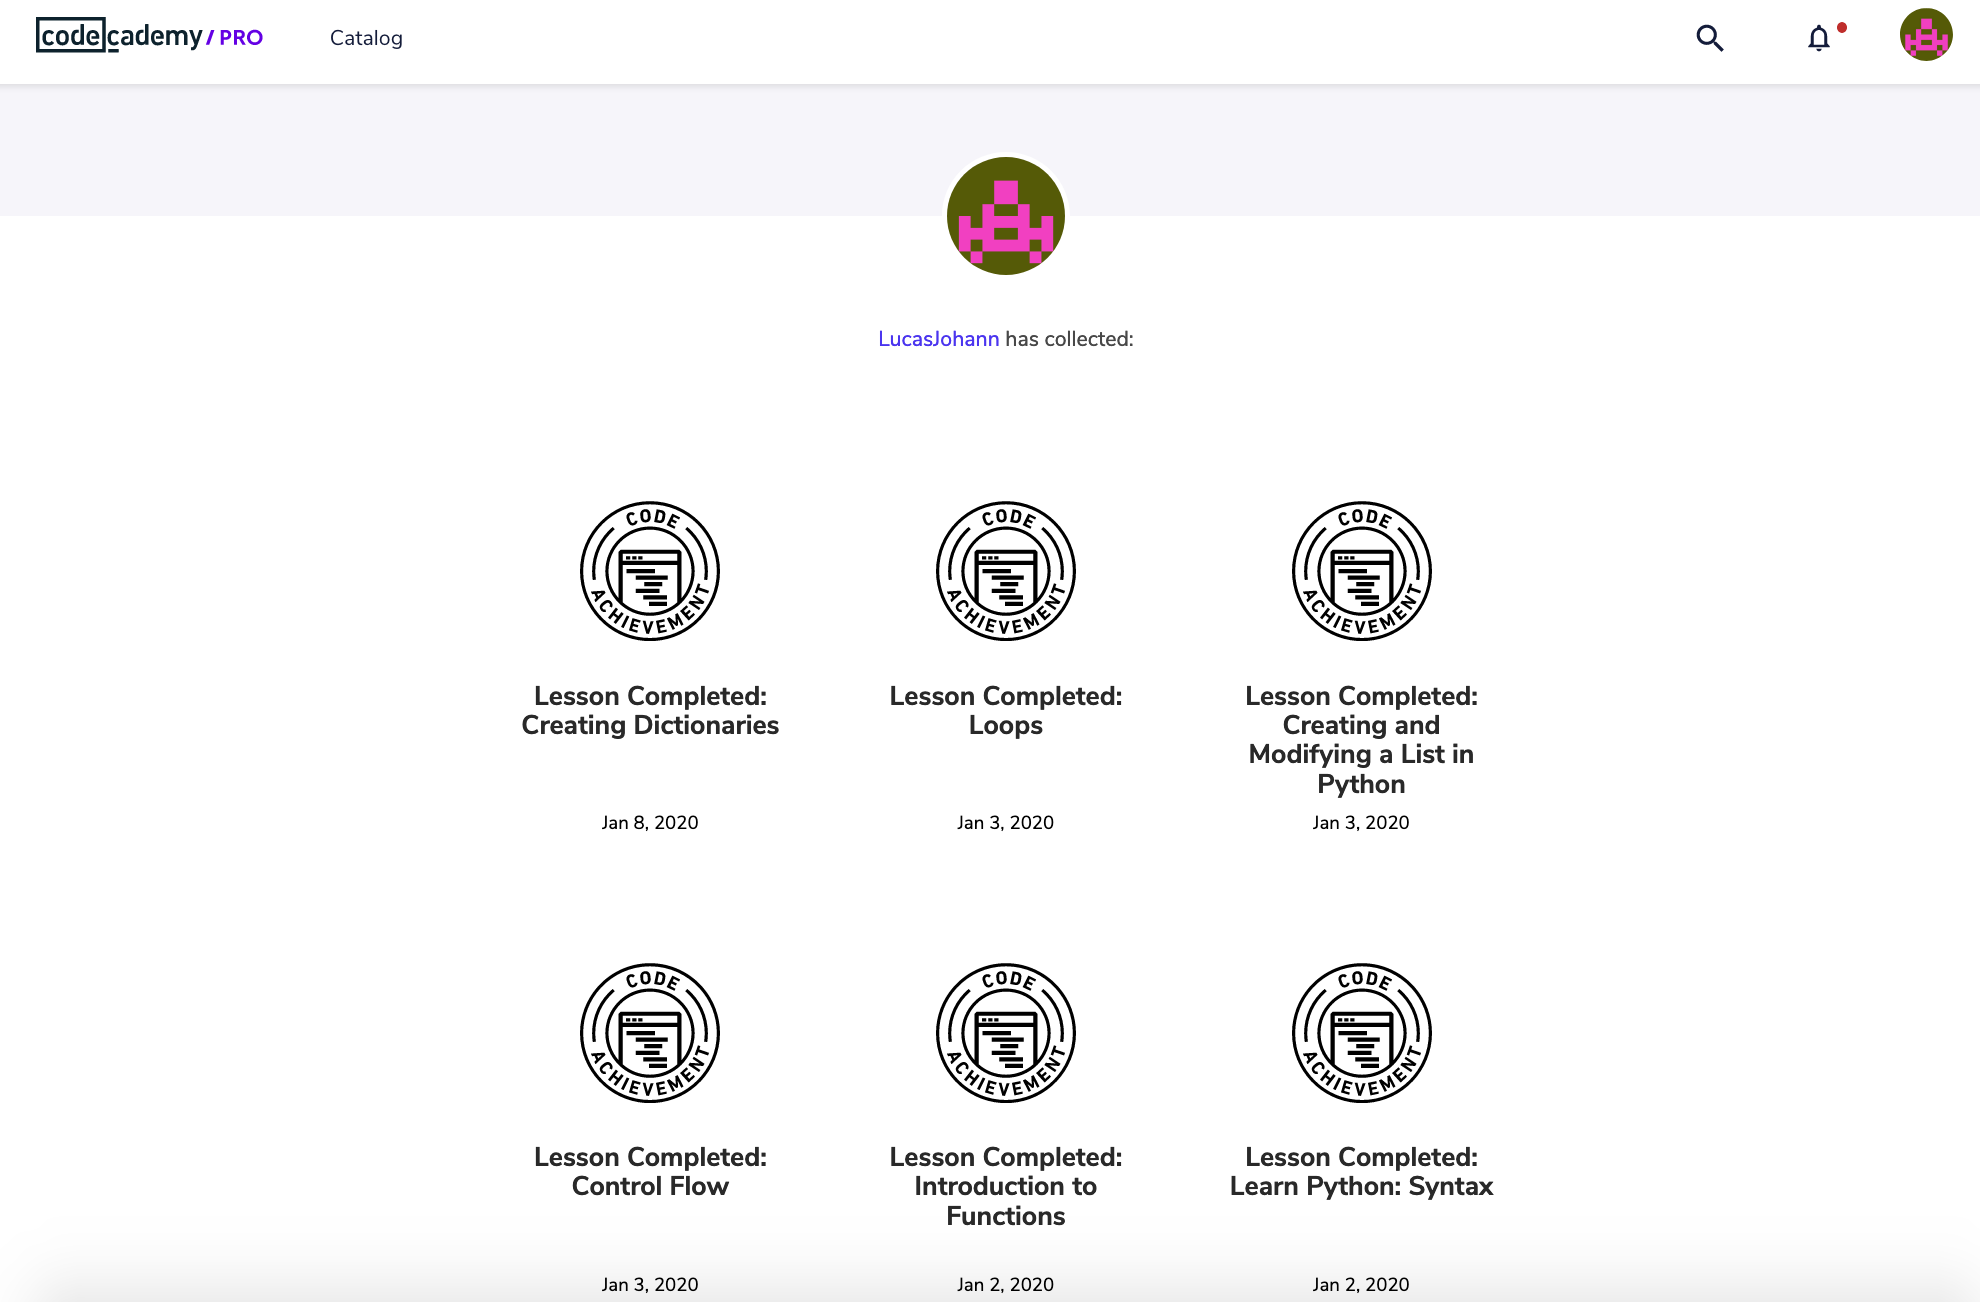 codecademy / PRO
Catalog
LucasJohann has collected:
CODE ACHIEVEMENT
Lesson Completed:
Creating Dictionaries
Jan 8, 2020
CODE ACHIEVEMENT
Lesson Completed:
Loops
Jan 3, 2020
CODE ACHIEVEMENT
Lesson Completed:
Creating and
Modifying a List in
Python
Jan 3, 2020
CODE ACHIEVEMENT
Lesson Completed:
Control Flow
Jan 3, 2020
CODE ACHIEVEMENT
Lesson Completed:
Introduction to
Functions
Jan 2, 2020
CODE ACHIEVEMENT
Lesson Completed:
Learn Python: Syntax
Jan 2, 2020